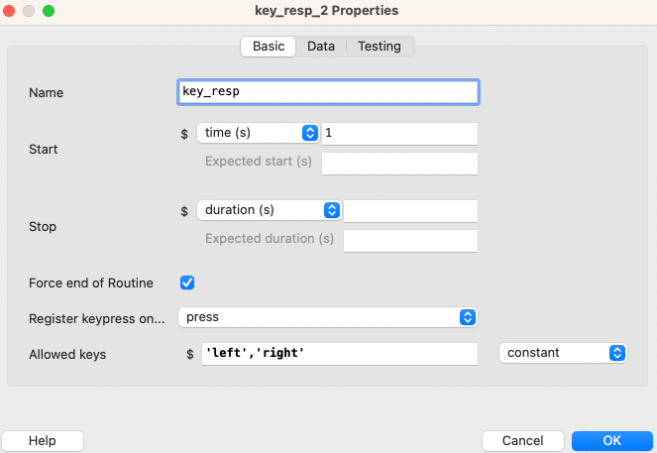 key_resp_2 Properties
Basic Data Testing
Name key_resp
Start $ time (s) 1
Expected start (s)
Stop $ duration (s)
Expected duration (s)
Force end of Routine
Register keypress on... press
Allowed keys $ 'left','right' constant
Help Cancel OK